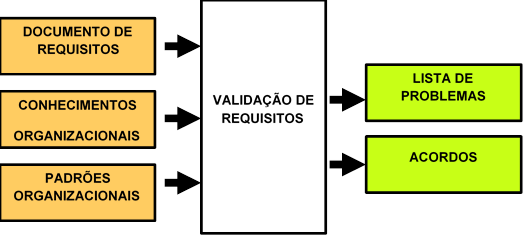 DOCUMENTO DE
REQUISITOS
CONHECIMENTOS
ORGANIZACIONAIS
PADRÕES
ORGANIZACIONAIS
VALIDAÇÃO DE
REQUISITOS
LISTA DE
PROBLEMAS
ACORDOS